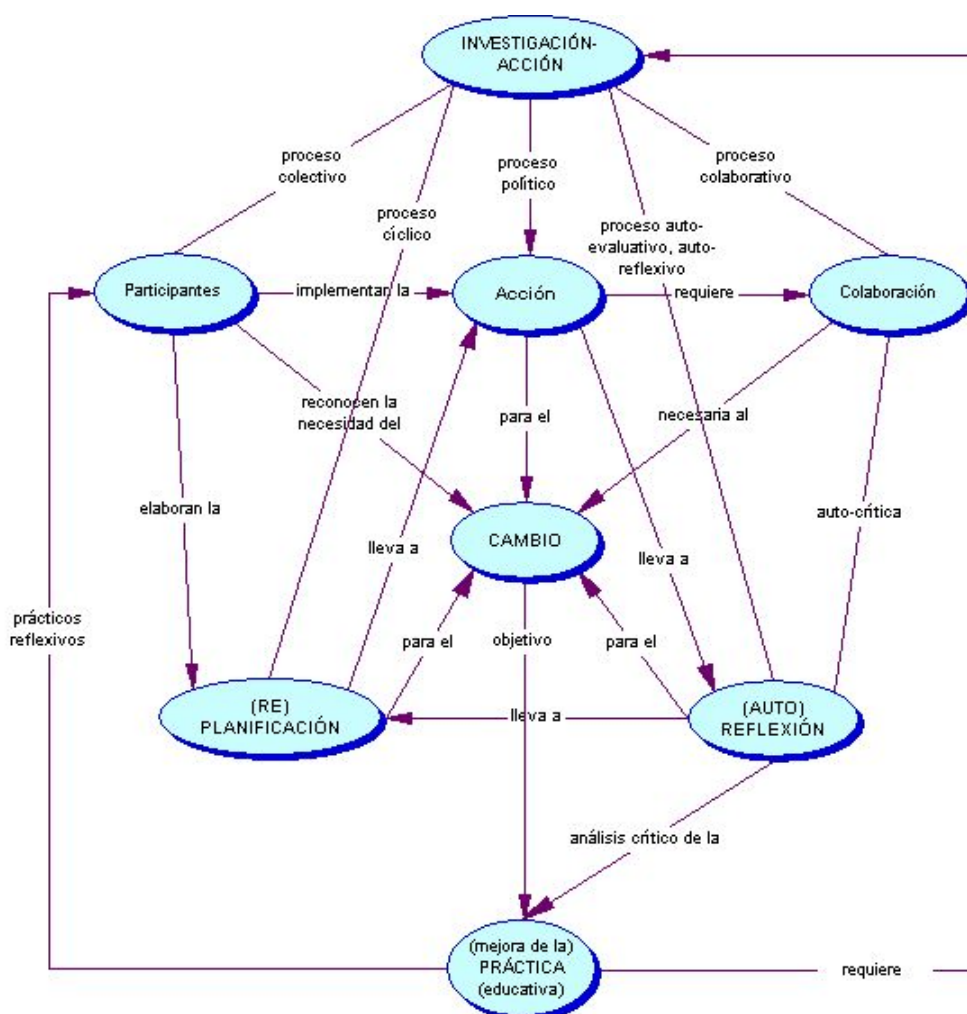 INVESTIGACIÓN-
ACCIÓN
proceso
colectivo
proceso
político
proceso
colaborativo
proceso
cíclico
proceso auto-
evaluativo, auto-
reflexivo
Participantes
implementan la
Acción
requiere
Colaboración
reconocen la
necesidad del
para el
necesaria al
elaboran la
auto-crítica
CAMBIO
lleva a
lleva a
prácticos
reflexivos
para el
objetivo
para el
(RE)
PLANIFICACIÓN
lleva a
(AUTO)
REFLEXIÓN
análisis crítico de la
(mejora de la)
PRÁCTICA
(educativa)
requiere